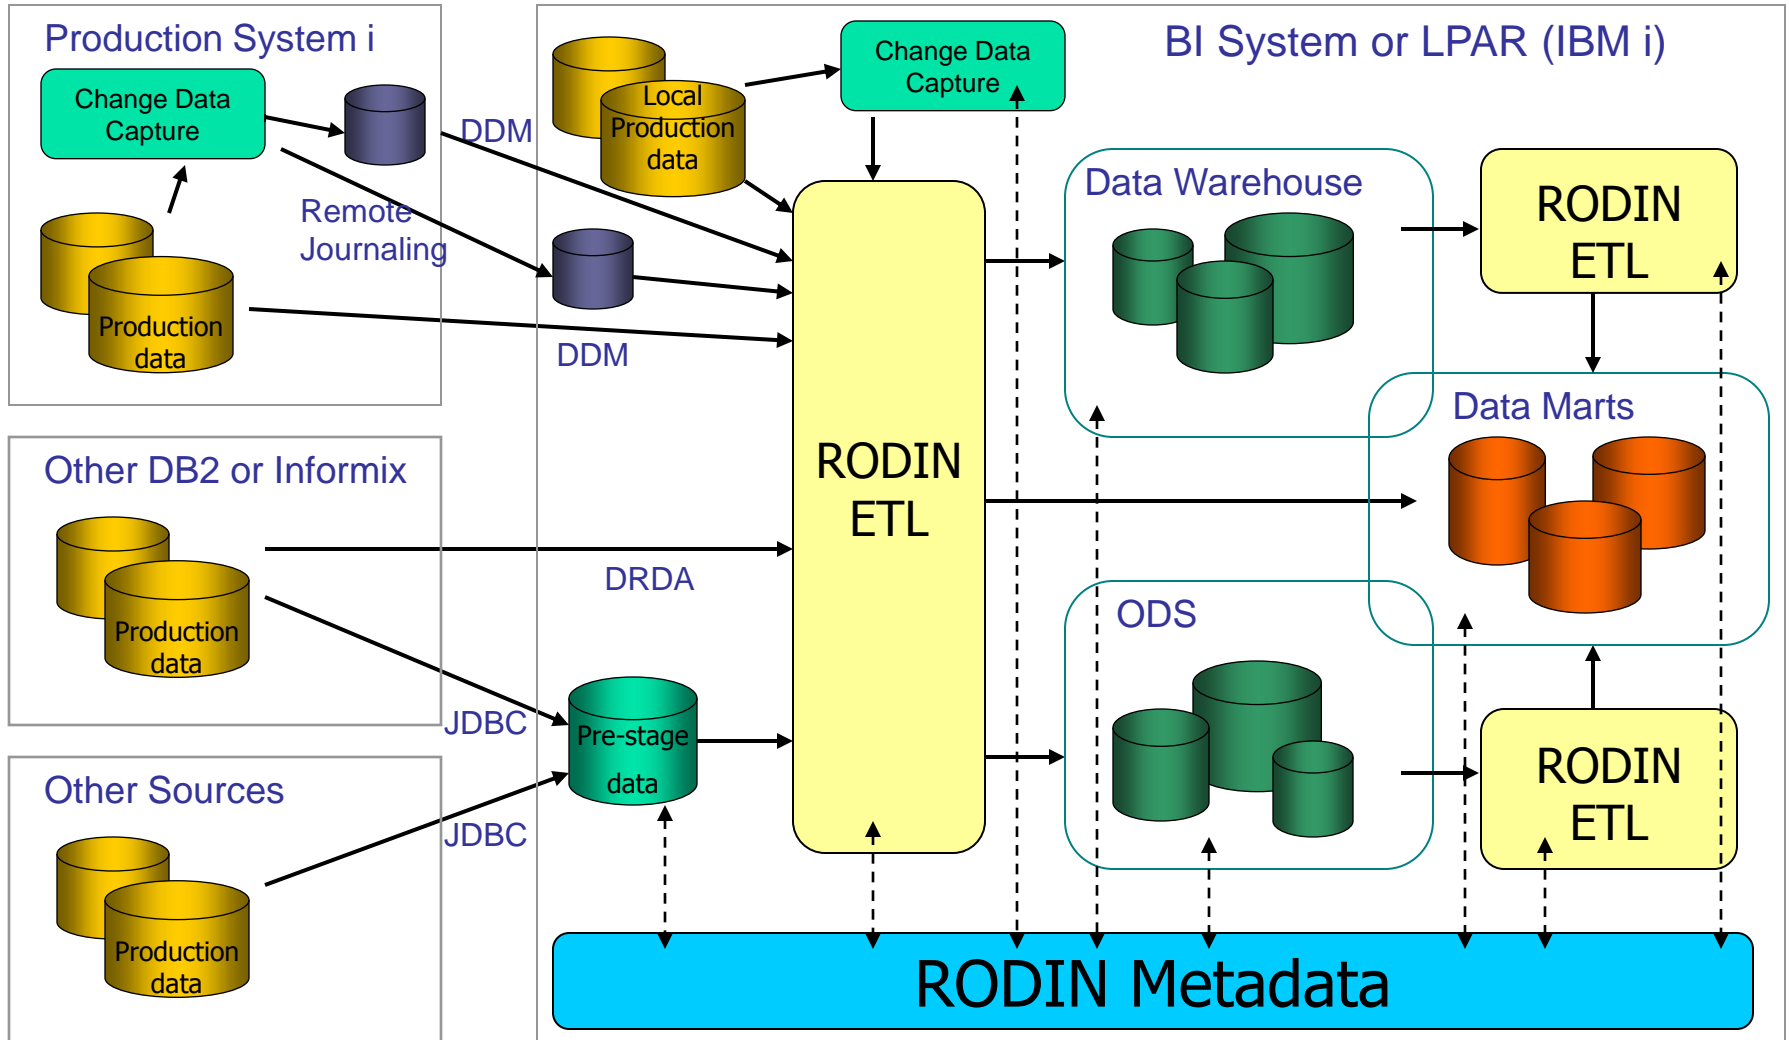 Production System i
Change Data
Capture
Production
data
DDM
Remote
Journaling
DDM
BI System or LPAR (IBM i)
Local
Production
data
Change Data
Capture
Other DB2 or Informix
Production
data
DRDA
JDBC
Other Sources
Production
data
JDBC
Pre-stage
data
RODIN
ETL
Data Warehouse
RODIN
ETL
Data Marts
ODS
RODIN
ETL
RODIN Metadata